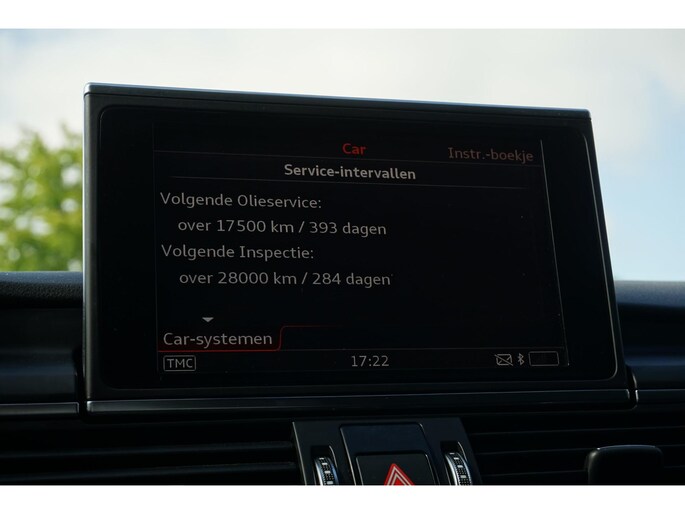 Car
Instr.-boekje
Service-intervallen
Volgende Olieservice:
over 17500 km / 393 dagen
Volgende Inspectie:
over 28000 km / 284 dagen
Car-systemen
TMC
17:22